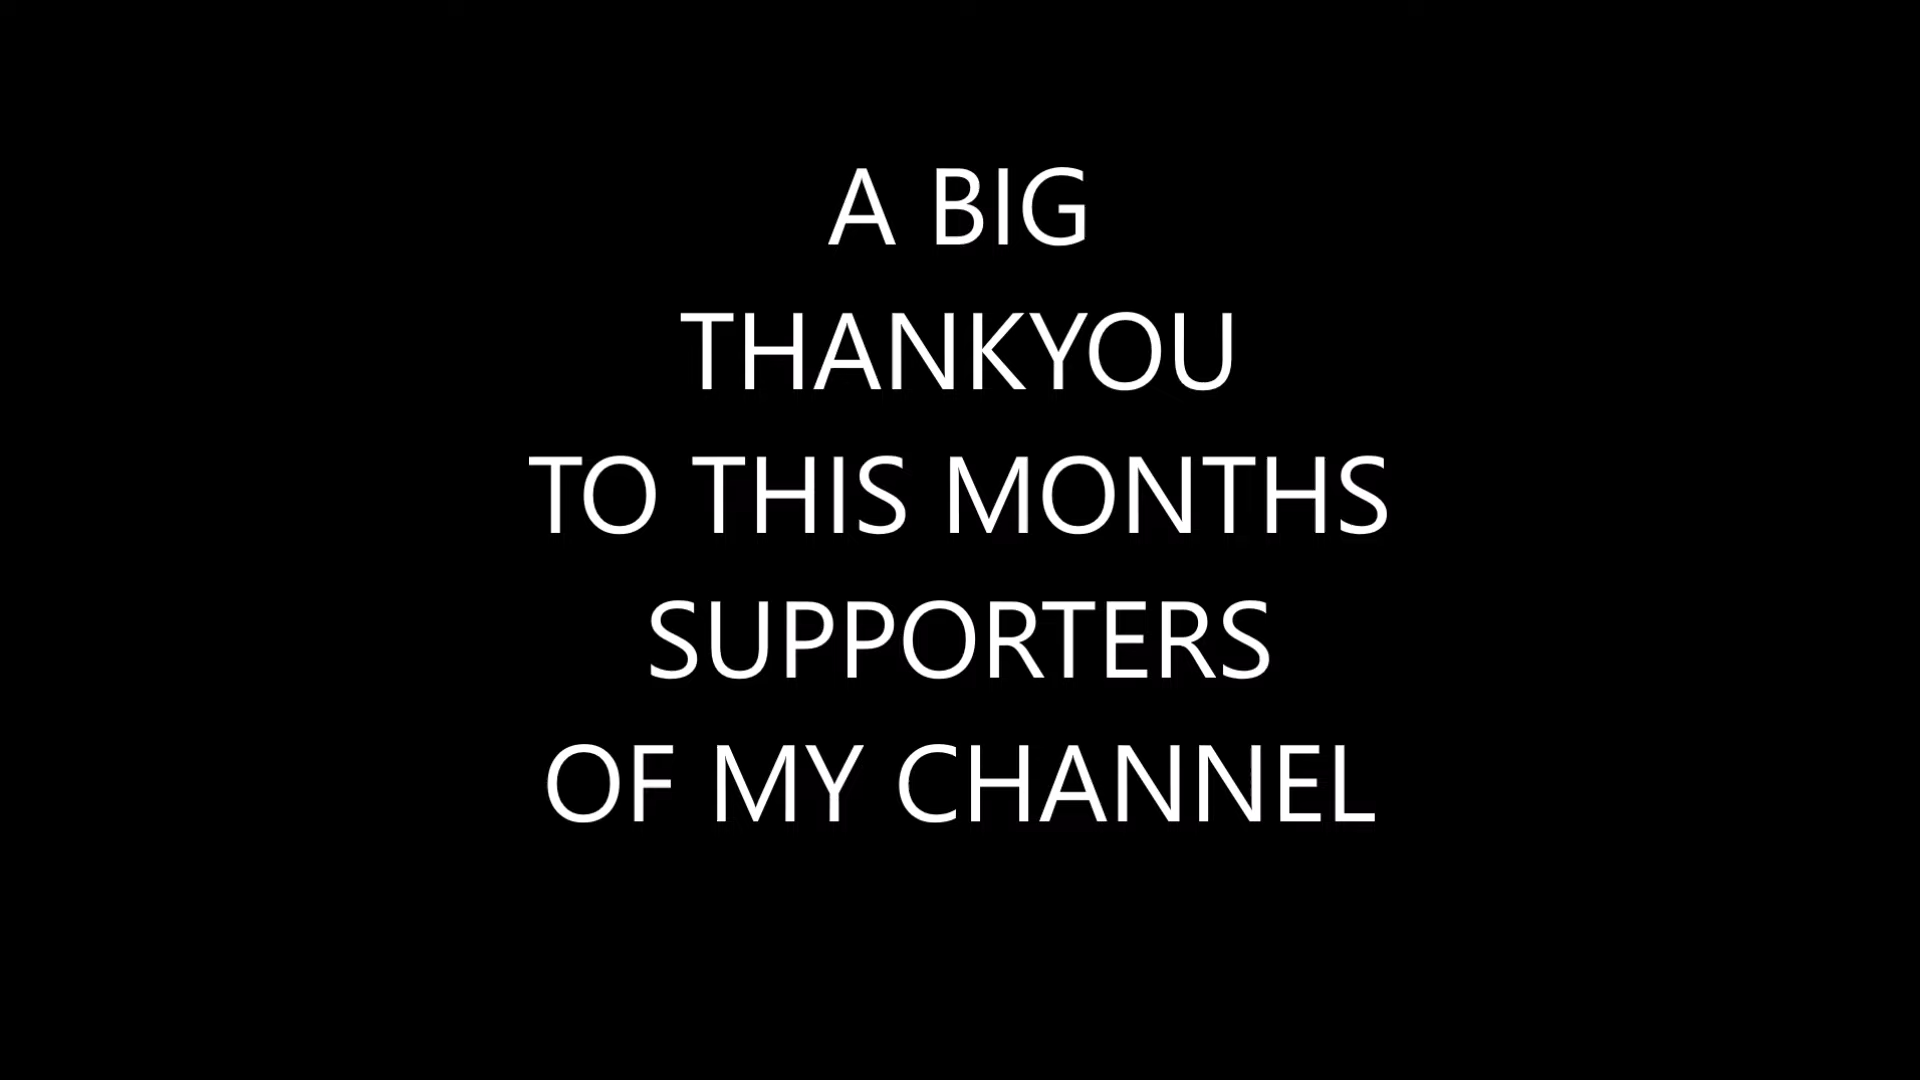 A BIG
THANKYOU
TO THIS MONTHS
SUPPORTERS
OF MY CHANNEL